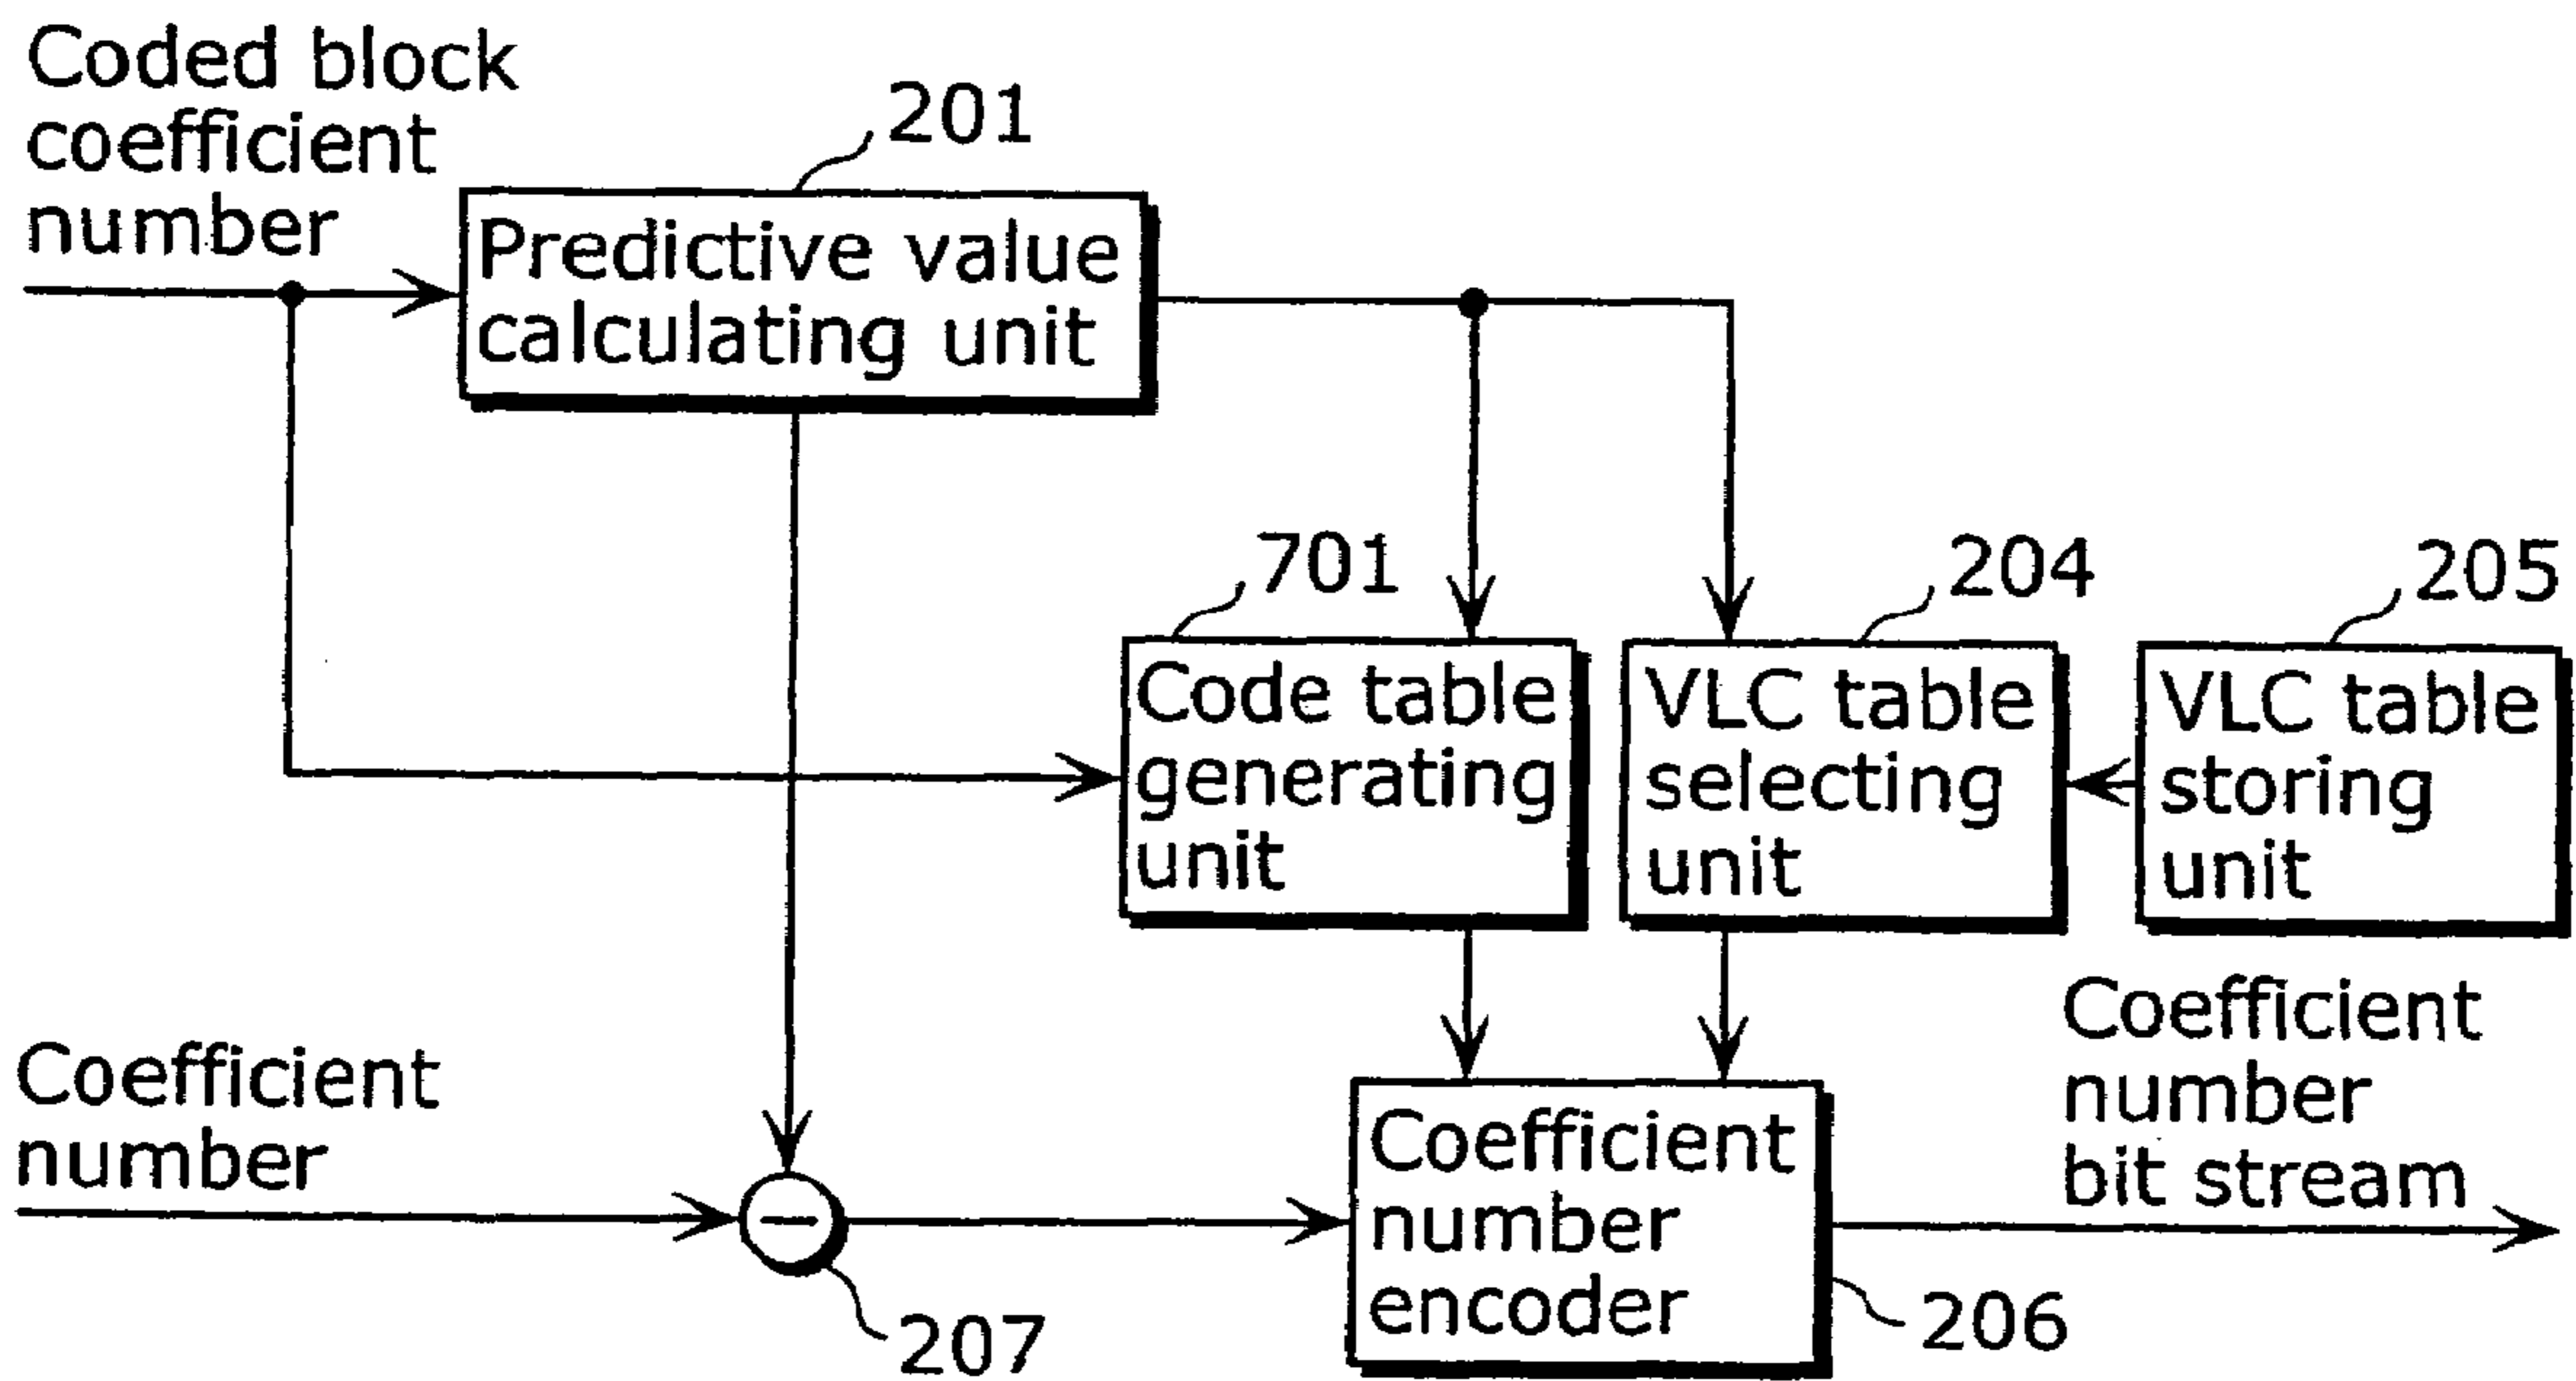 Coded block
coefficient
number
201
Predictive value
calculating unit
701
204
205
Code table
generating
unit
VLC table
selecting
unit
VLC table
storing
unit
Coefficient
number
207
Coefficient
number
encoder
206
Coefficient
number
bit stream